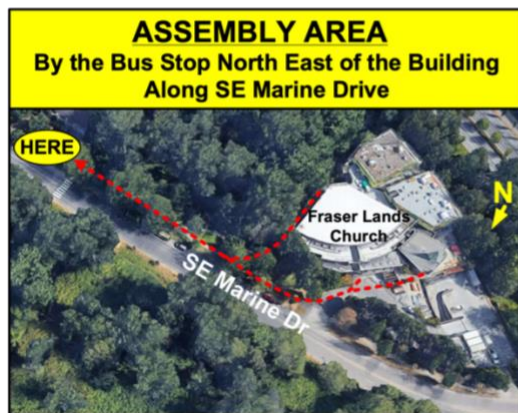 ASSEMBLY AREA
By the Bus Stop North East of the Building
Along SE Marine Drive
HERE
N
Fraser Lands
Church
SE Marine Dr